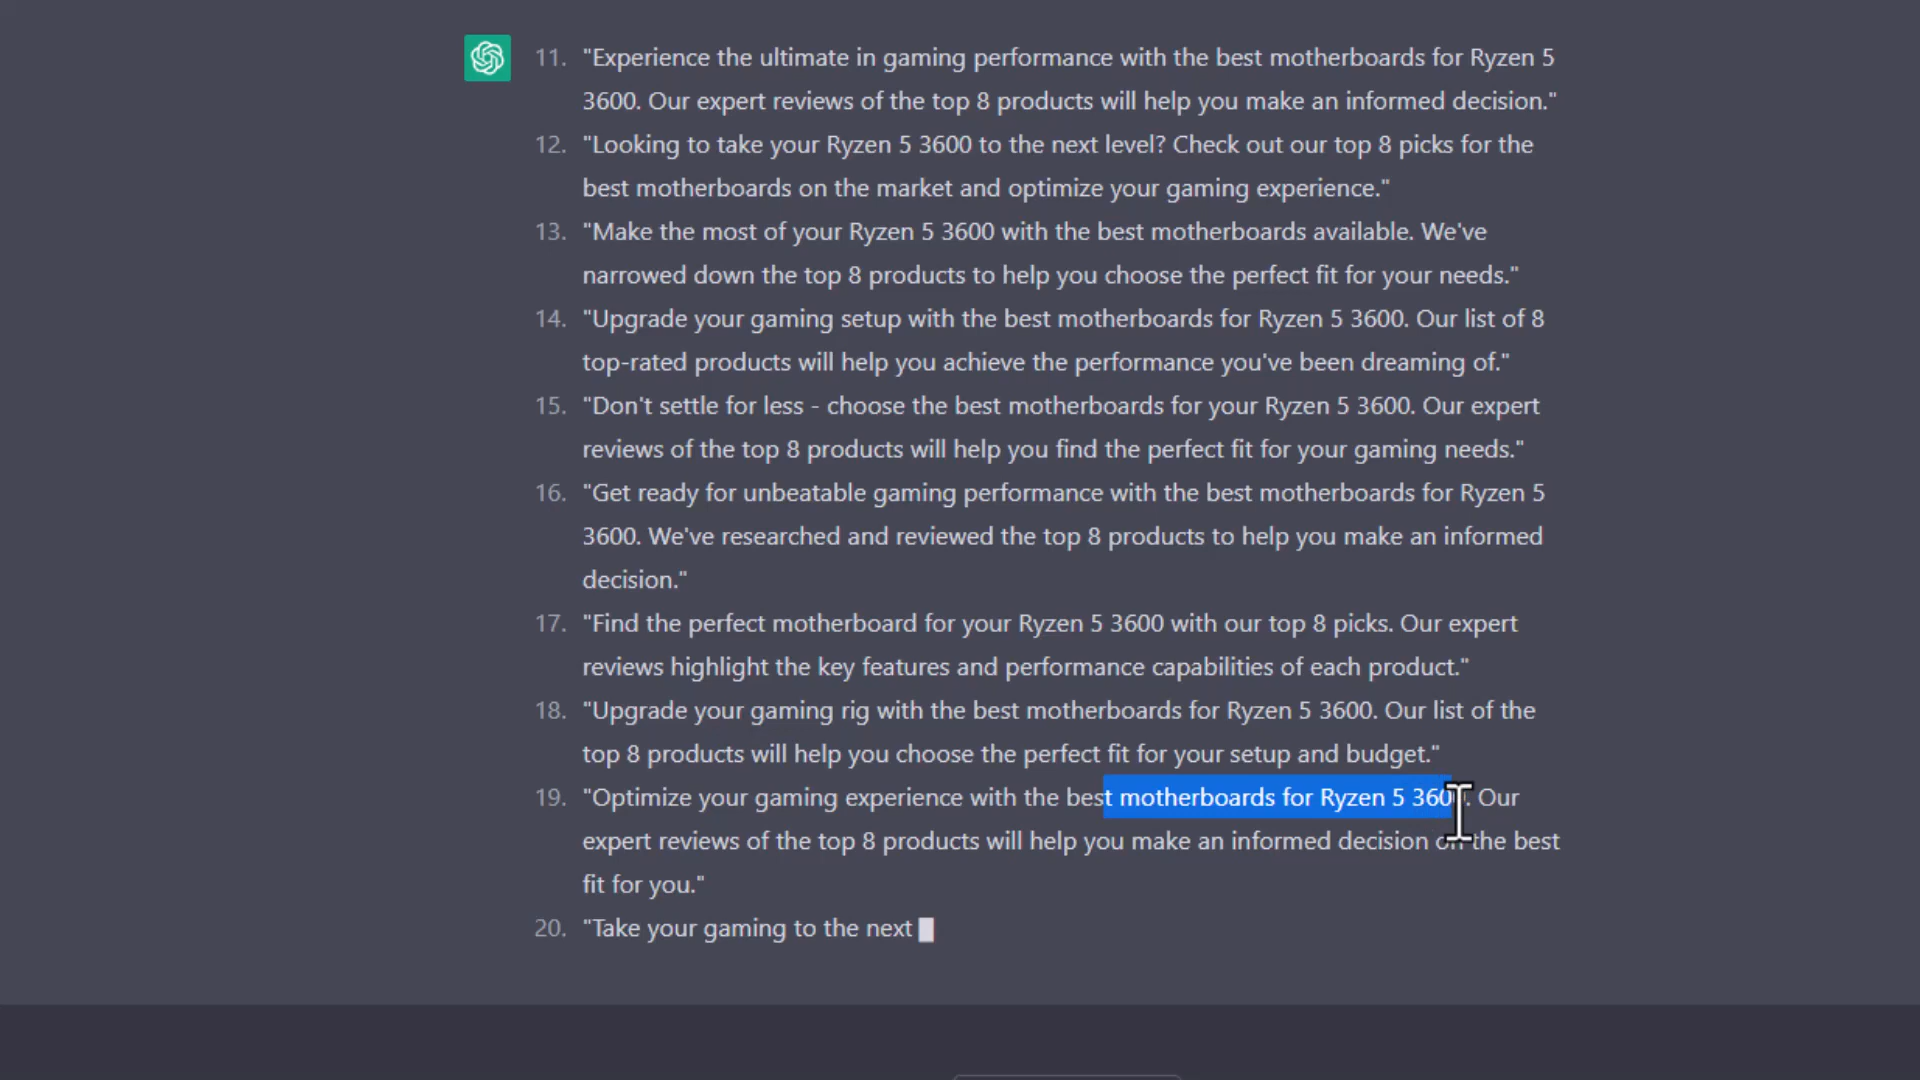 11. "Experience the ultimate in gaming performance with the best motherboards for Ryzen 5
3600. Our expert reviews of the top 8 products will help you make an informed decision."
12. "Looking to take your Ryzen 5 3600 to the next level? Check out our top 8 picks for the
best motherboards on the market and optimize your gaming experience."
13. "Make the most of your Ryzen 5 3600 with the best motherboards available. We've
narrowed down the top 8 products to help you choose the perfect fit for your needs."
14. "Upgrade your gaming setup with the best motherboards for Ryzen 5 3600. Our list of 8
top-rated products will help you achieve the performance you've been dreaming of."
15. "Don't settle for less - choose the best motherboards for your Ryzen 5 3600. Our expert
reviews of the top 8 products will help you find the perfect fit for your gaming needs."
16. "Get ready for unbeatable gaming performance with the best motherboards for Ryzen 5
3600. We've researched and reviewed the top 8 products to help you make an informed
decision."
17. "Find the perfect motherboard for your Ryzen 5 3600 with our top 8 picks. Our expert
reviews highlight the key features and performance capabilities of each product."
18. "Upgrade your gaming rig with the best motherboards for Ryzen 5 3600. Our list of the
top 8 products will help you choose the perfect fit for your setup and budget."
19. "Optimize your gaming experience with the best motherboards for Ryzen 5 3600. Our
expert reviews of the top 8 products will help you make an informed decision on the best
fit for you."
20. "Take your gaming to the next